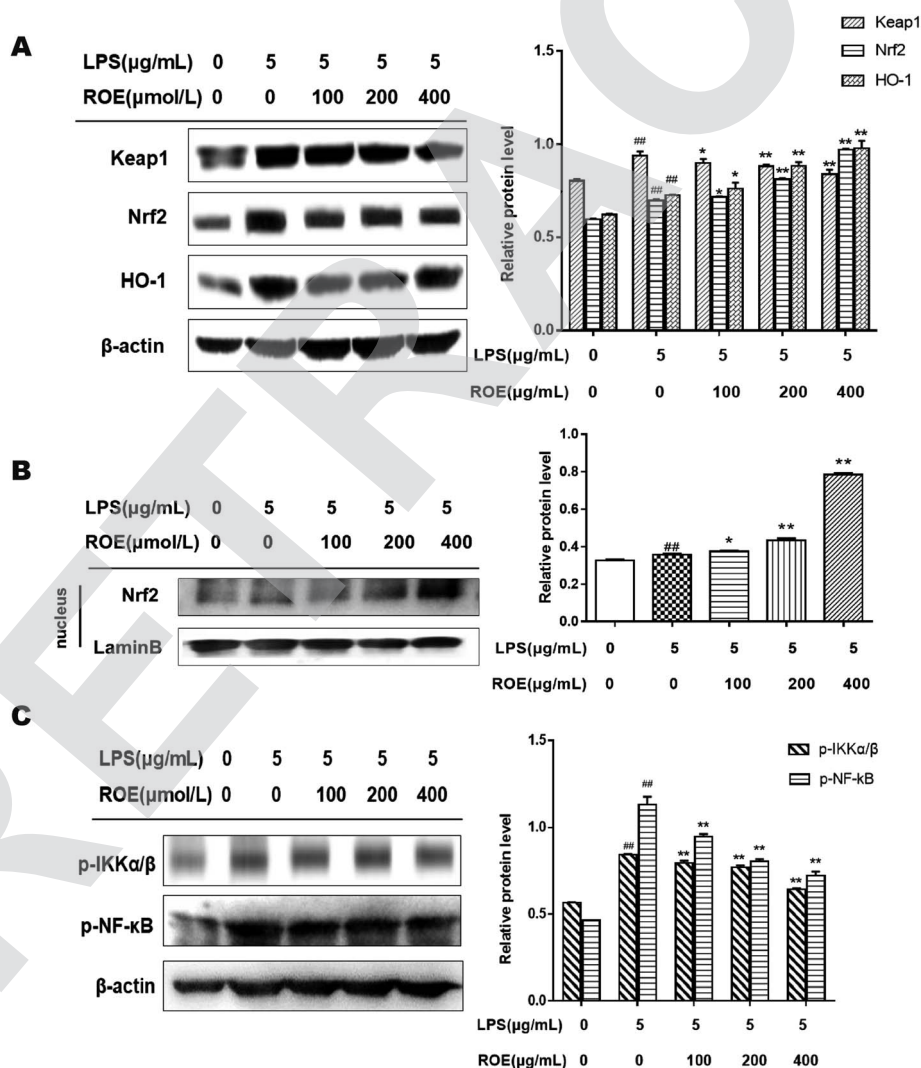 A
LPS(µg/mL) 0 5 5 5 5
ROE(µmol/L) 0 0 100 200 400
Keap1
Nrf2
HO-1
β-actin
Keap1
Nrf2
HO-1
Relative protein level
1.5
1.0
0.5
0.0
## ## ##
* * *
** ** **
** ** **
LPS(µg/mL) 0 5 5 5 5
ROE(µg/mL) 0 0 100 200 400
B
LPS(µg/mL) 0 5 5 5 5
ROE(µmol/L) 0 0 100 200 400
nucleus
Nrf2
LaminB
Relative protein level
1.0
0.8
0.6
0.4
0.2
0.0
## * ** **
LPS(µg/mL) 0 5 5 5 5
ROE(µg/mL) 0 0 100 200 400
C
LPS(µg/mL) 0 5 5 5 5
ROE(µmol/L) 0 0 100 200 400
p-IKKα/β
p-NF-κB
β-actin
p-IKKα/β
p-NF-kB
Relative protein level
1.5
1.0
0.5
0.0
## ##
** **
** **
** **
LPS(µg/mL) 0 5 5 5 5
ROE(µg/mL) 0 0 100 200 400
RETRAC